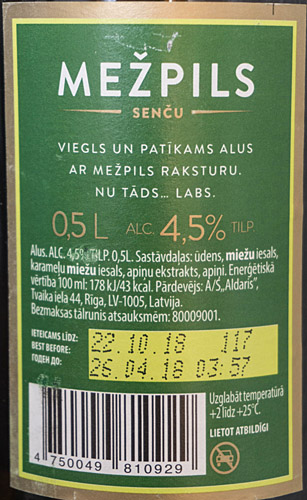 MEŽPILS
SENČU
VIEGLS UN PATĪKAMS ALUS
AR MEŽPILS RAKSTURU.
NU TĀDS... LABS.
0,5 L ALC. 4,5% TILP.
Alus. ALC. 4,5% TILP. 0,5L. Sastāvdaļas: ūdens, miežu iesals,
karameļu miežu iesals, apiņu ekstrakts, apiņi. Enerģētiskā
vērtība 100 ml: 178 kJ/43 kcal. Pārdevējs: A/S „Aldaris”,
Tvaika iela 44, Rīga, LV-1005, Latvija.
Bezmaksas tālrunis atsauksmēm: 80009001.
IETEICAMS LĪDZ:
BEST BEFORE:
ГОДЕН ДО:
22.10.18 117
26.04.18 03:57
Uzglabāt temperatūrā
+2 līdz +25°C.
LIETOT ATBILDĪGI
4 750049 810929